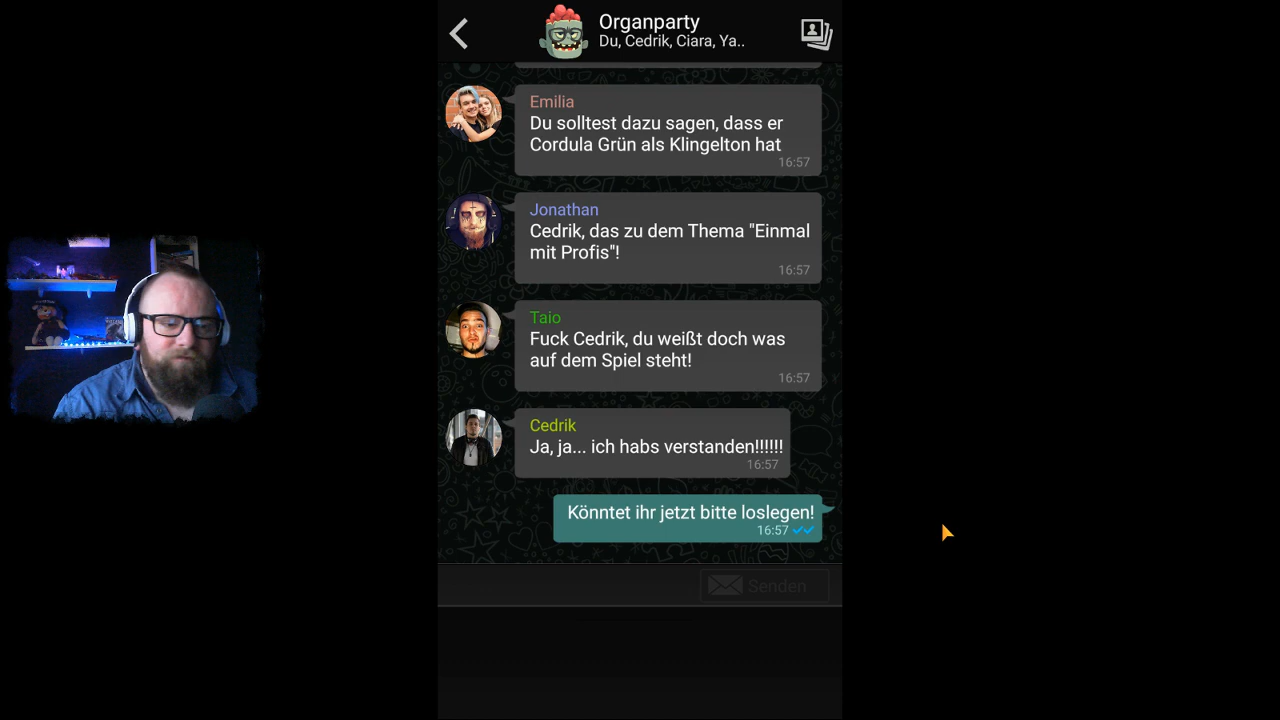 Organparty
Du, Cedrik, Ciara, Ya..
Emilia
Du solltest dazu sagen, dass er
Cordula Grün als Klingelton hat
16:57
Jonathan
Cedrik, das zu dem Thema "Einmal
mit Profis"!
16:57
Taio
Fuck Cedrik, du weißt doch was
auf dem Spiel steht!
16:57
Cedrik
Ja, ja... ich habs verstanden!!!!!!
16:57
Könntet ihr jetzt bitte loslegen!
16:57
Senden